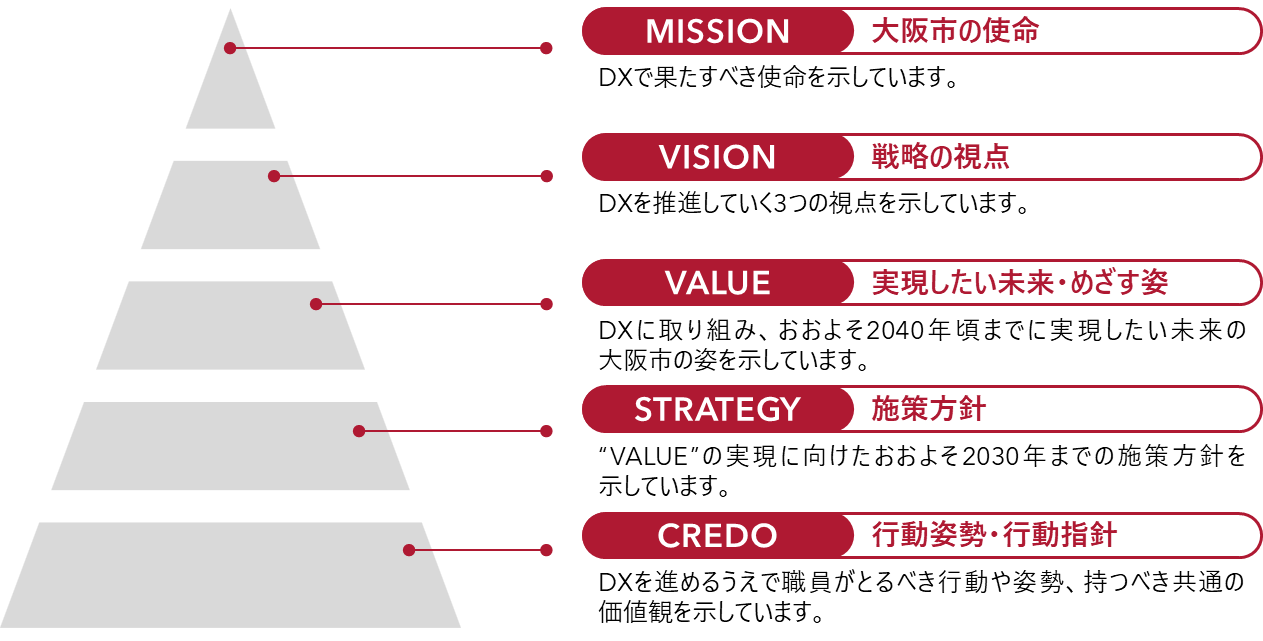 MISSION 大阪市の使命
DXで果たすべき使命を示しています。
VISION 戦略の視点
DXを推進していく3つの視点を示しています。
VALUE 実現したい未来・めざす姿
DXに取り組み、おおよそ2040年頃までに実現したい未来の
大阪市の姿を示しています。
STRATEGY 施策方針
“VALUE”の実現に向けたおおよそ2030年までの施策方針を
示しています。
CREDO 行動姿勢・行動指針
DXを進めるうえで職員がとるべき行動や姿勢、持つべき共通の
価値観を示しています。